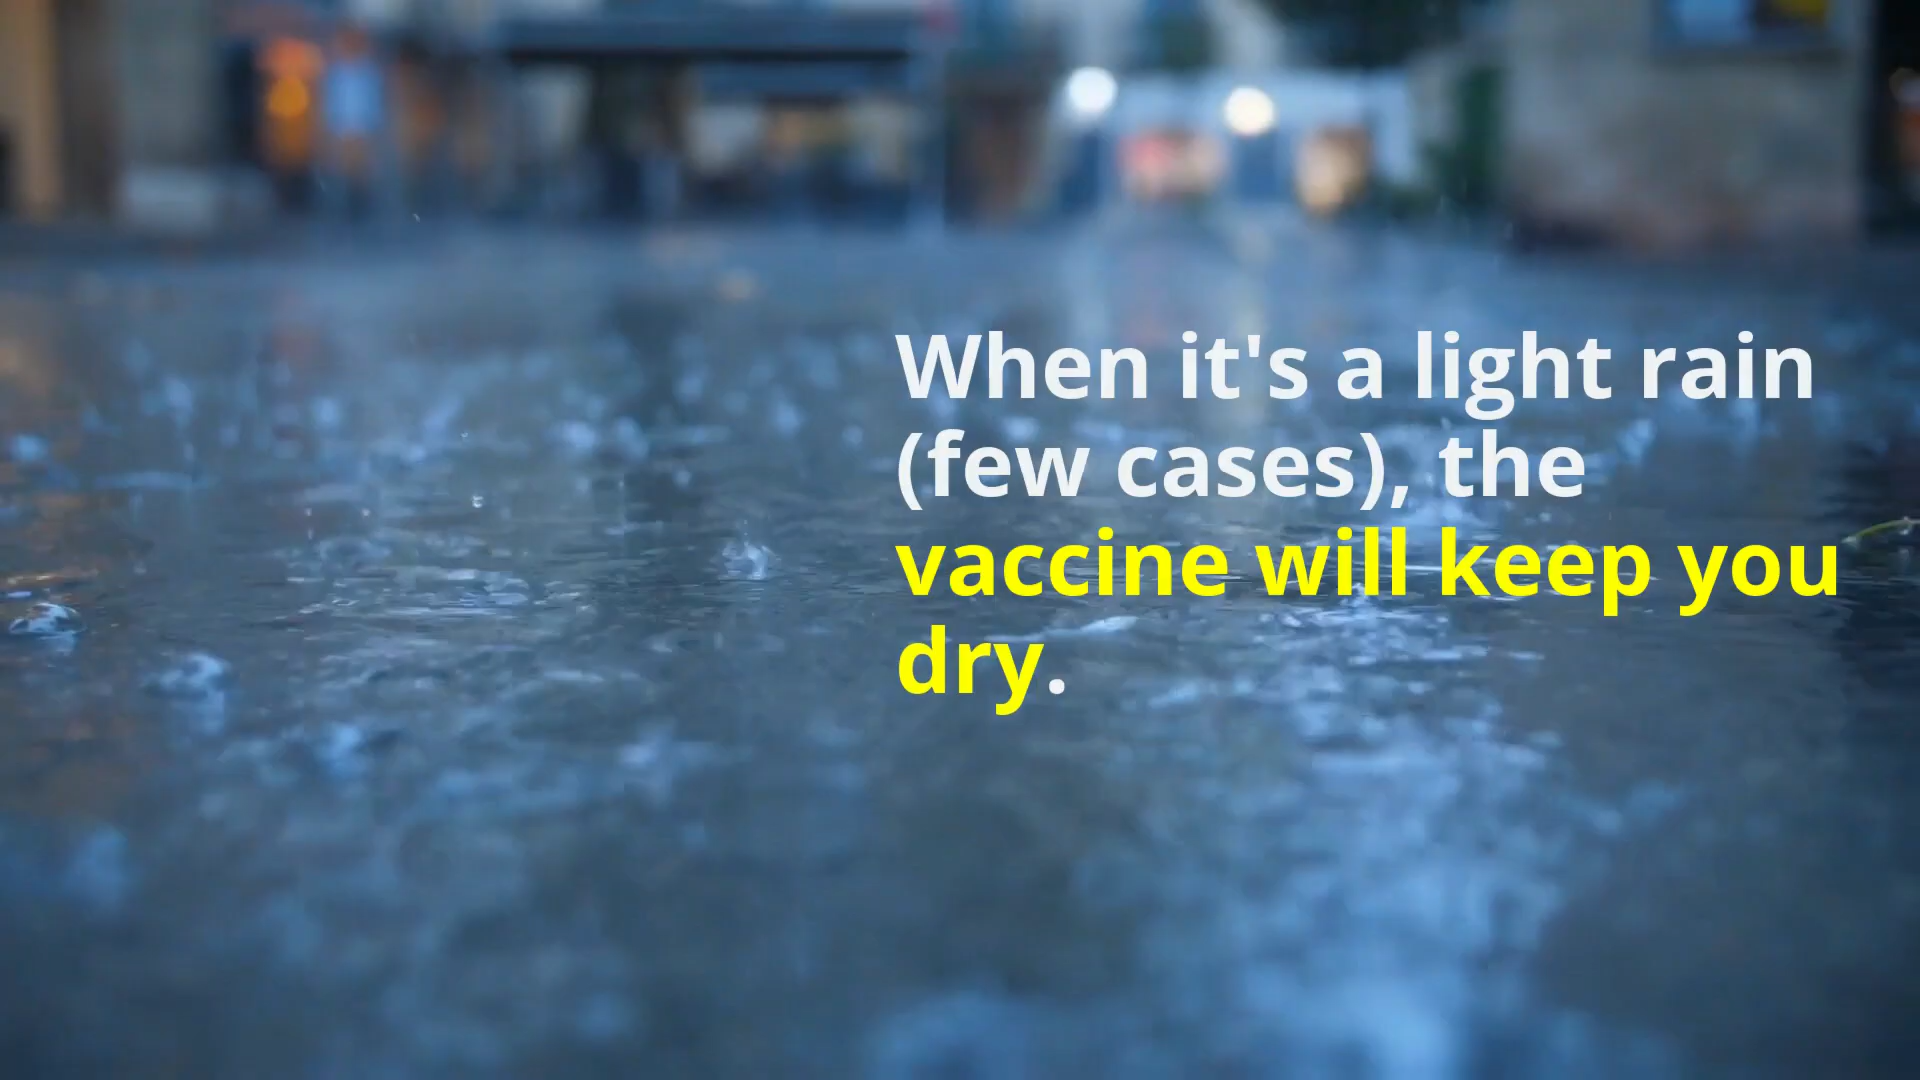 When it's a light rain
(few cases), the
vaccine will keep you
dry.